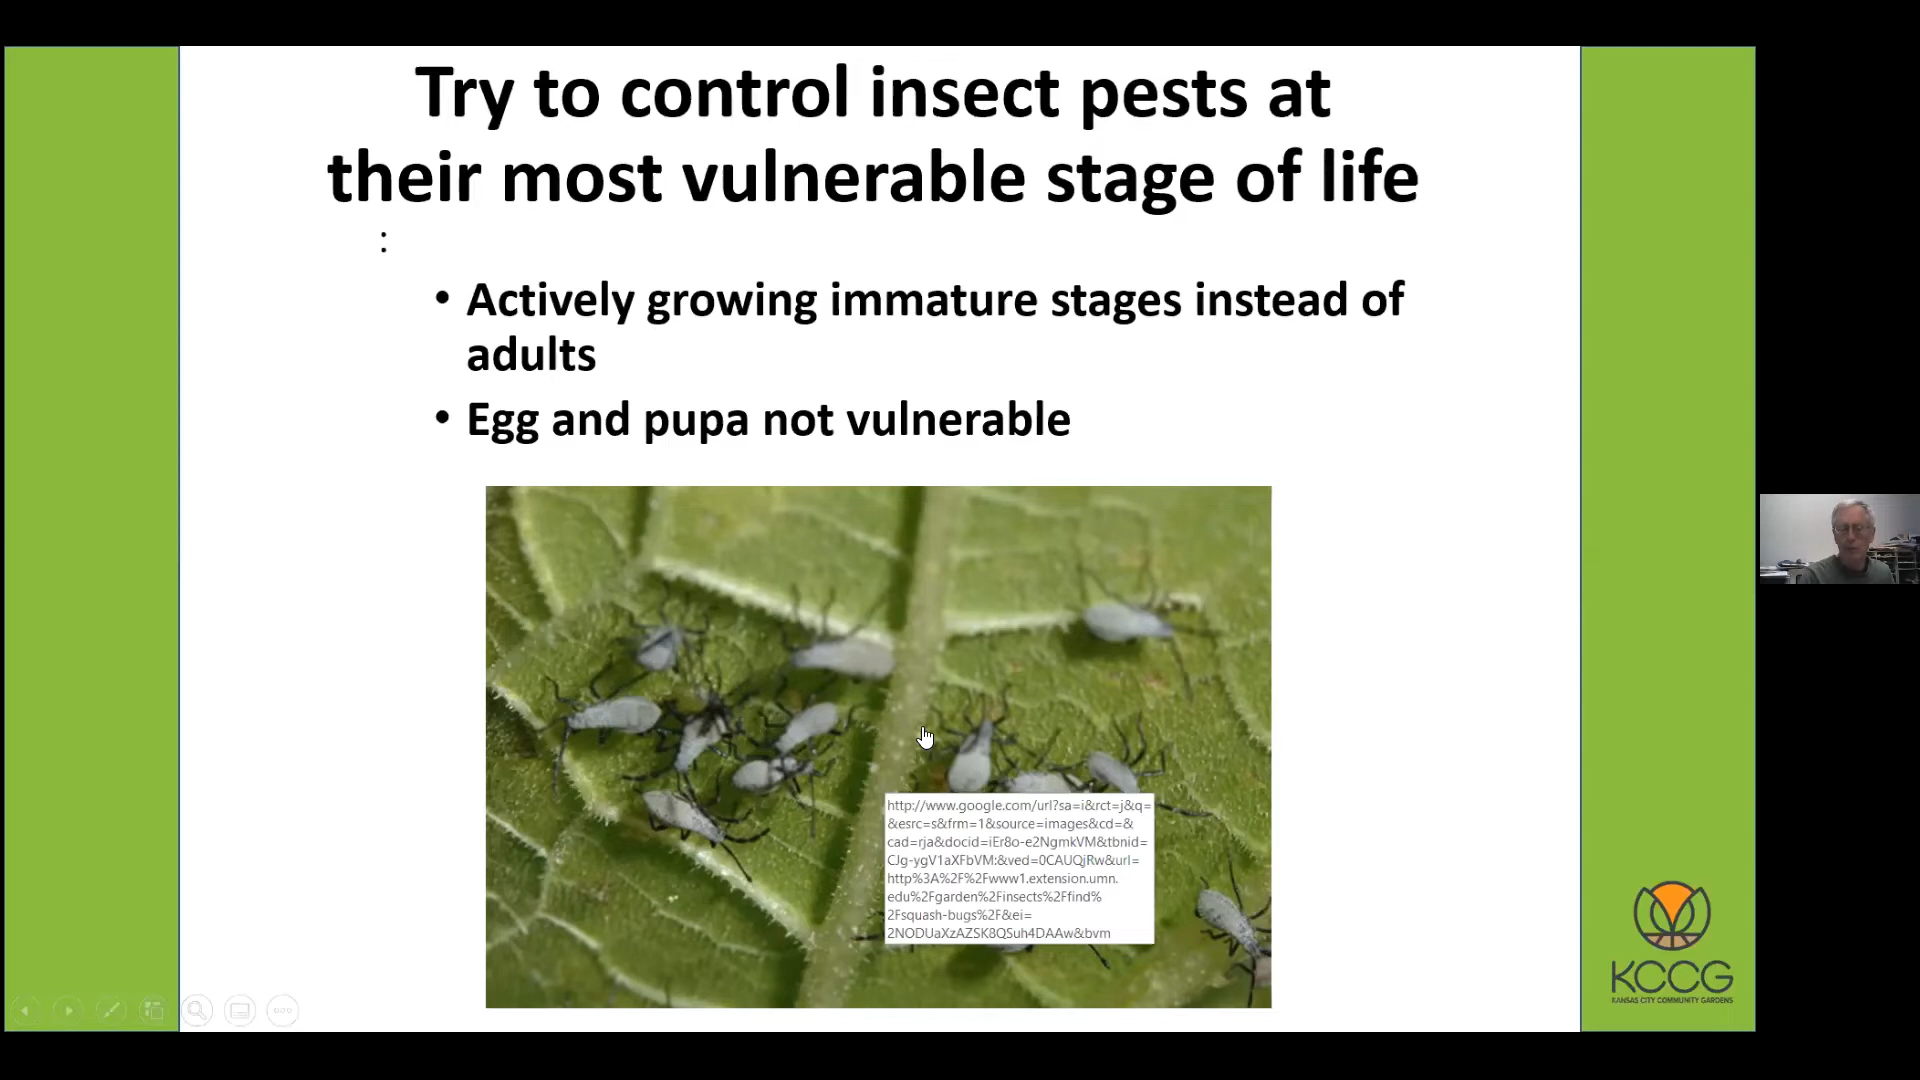 Try to control insect pests at
their most vulnerable stage of life
:
• Actively growing immature stages instead of
adults
• Egg and pupa not vulnerable
http://www.google.com/url?sa=i&rct=j&q=
&esrc=s&frm=1&source=images&cd=&
cad=rja&docid=iEr8o-e2NgmkVM&tbnid=
CJg-ygV1aXFbVM:&ved=0CAUQjRw&url=
http%3A%2F%2Fwww1.extension.umn.
edu%2Fgarden%2Finsects%2Ffind%
2Fsquash-bugs%2F&ei=
2NODUaXzAZSK8QSuh4DAAw&bvm
KCCG
KANSAS CITY COMMUNITY GARDENS